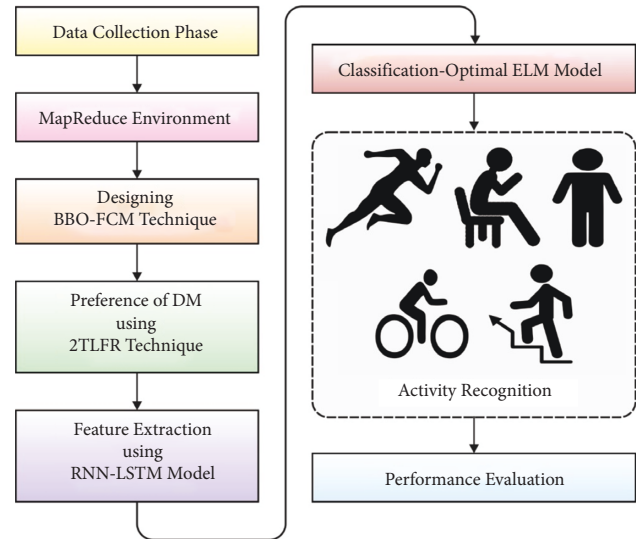 Data Collection Phase
MapReduce Environment
Designing
BBO-FCM Technique
Preference of DM
using
2TLFR Technique
Feature Extraction
using
RNN-LSTM Model
Classification-Optimal ELM Model
Activity Recognition
Performance Evaluation